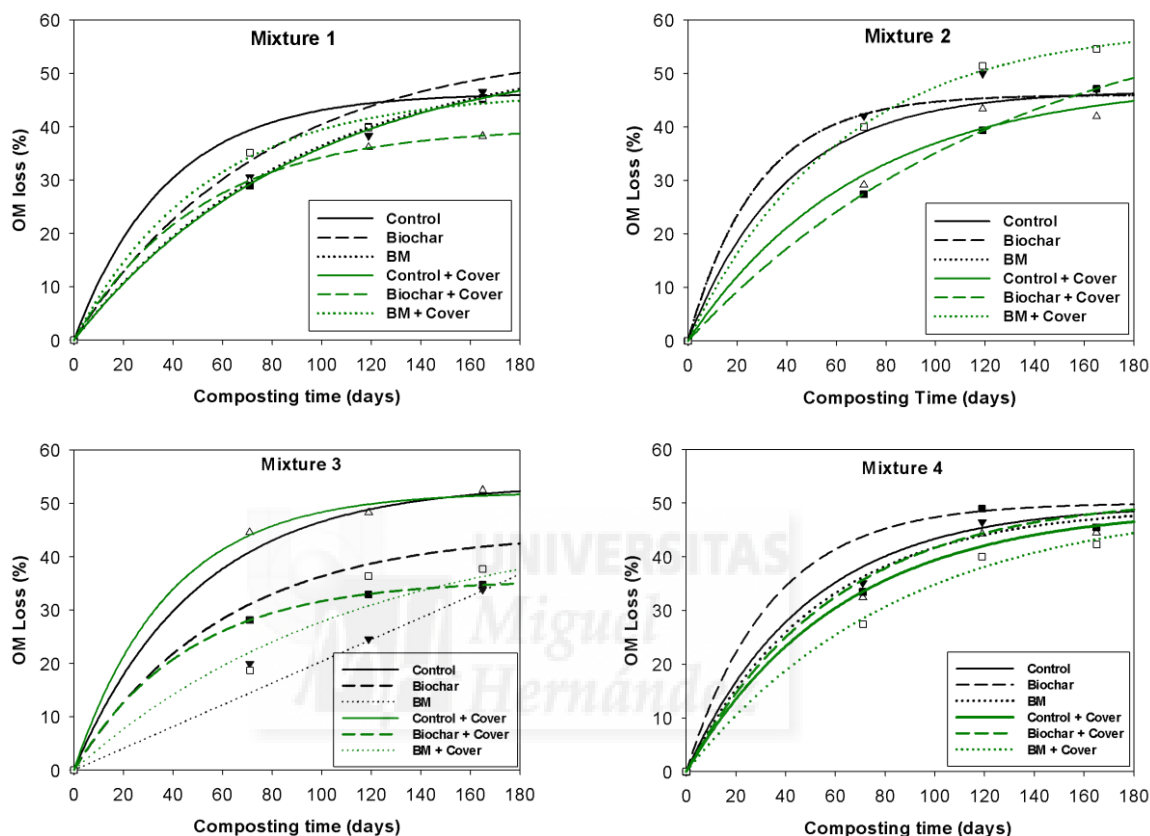 Mixture 1
OM loss (%)
60
50
40
30
20
10
0
Control
Biochar
BM
Control + Cover
Biochar + Cover
BM + Cover
0 20 40 60 80 100 120 140 160 180
Composting time (days)
Mixture 2
OM Loss (%)
60
50
40
30
20
10
0
Control
Biochar
BM
Control + Cover
Biochar + Cover
BM + Cover
0 20 40 60 80 100 120 140 160 180
Composting Time (days)
Mixture 3
OM Loss (%)
60
50
40
30
20
10
0
Control
Biochar
BM
Control + Cover
Biochar + Cover
BM + Cover
0 20 40 60 80 100 120 140 160 180
Composting time (days)
Mixture 4
OM Loss (%)
60
50
40
30
20
10
0
Control
Biochar
BM
Control + Cover
Biochar + Cover
BM + Cover
0 20 40 60 80 100 120 140 160 180
Composting time (days)
UNIVERSITAS
Miguel